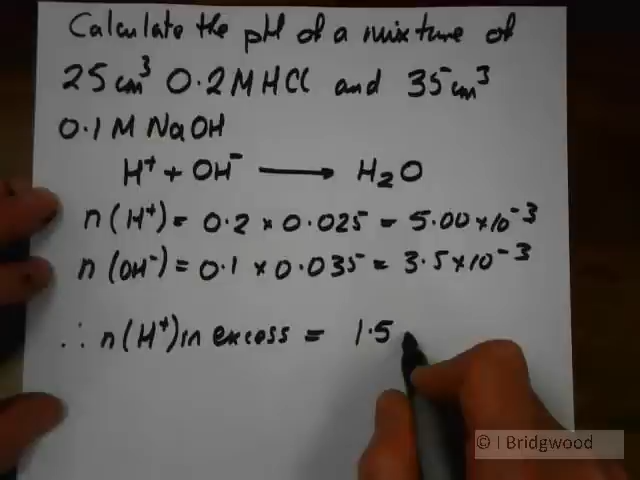 Calculate the pH of a mixture of
25cm³ 0.2M HCl and 35cm³
0.1M NaOH
H⁺ + OH⁻ ⟶ H₂O
n(H⁺) = 0.2 × 0.025 = 5.00×10⁻³
n(OH⁻) = 0.1 × 0.035 = 3.5×10⁻³
∴ n(H⁺) in excess = 1.5
© I Bridgwood